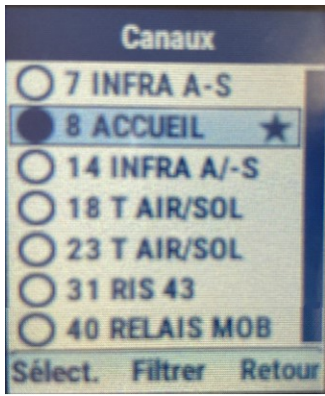 Canaux
7 INFRA A-S
8 ACCUEIL
14 INFRA A/-S
18 T AIR/SOL
23 T AIR/SOL
31 RIS 43
40 RELAIS MOB
Sélect. Filtrer Retour